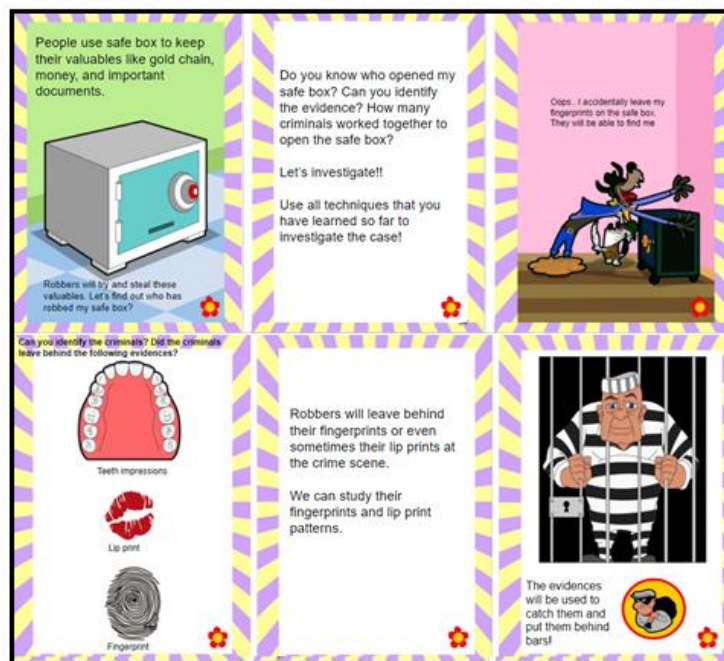 People use safe box to keep
their valuables like gold chain,
money, and important
documents.
Robbers will try and steal these
valuables. Let's find out who has
robbed my safe box?
Do you know who opened my
safe box? Can you identify
the evidence? How many
criminals worked together to
open the safe box?
Let's investigate!!
Use all techniques that you
have learned so far to
investigate the case!
Oops.. I accidentally leave my
fingerprints on the safe box.
They will be able to find me
Can you identify the criminals? Did the criminals
leave behind the following evidences?
Teeth impressions
Lip print
Fingerprint
Robbers will leave behind
their fingerprints or even
sometimes their lip prints at
the crime scene.
We can study their
fingerprints and lip print
patterns.
The evidences
will be used to
catch them and
put them behind
bars!